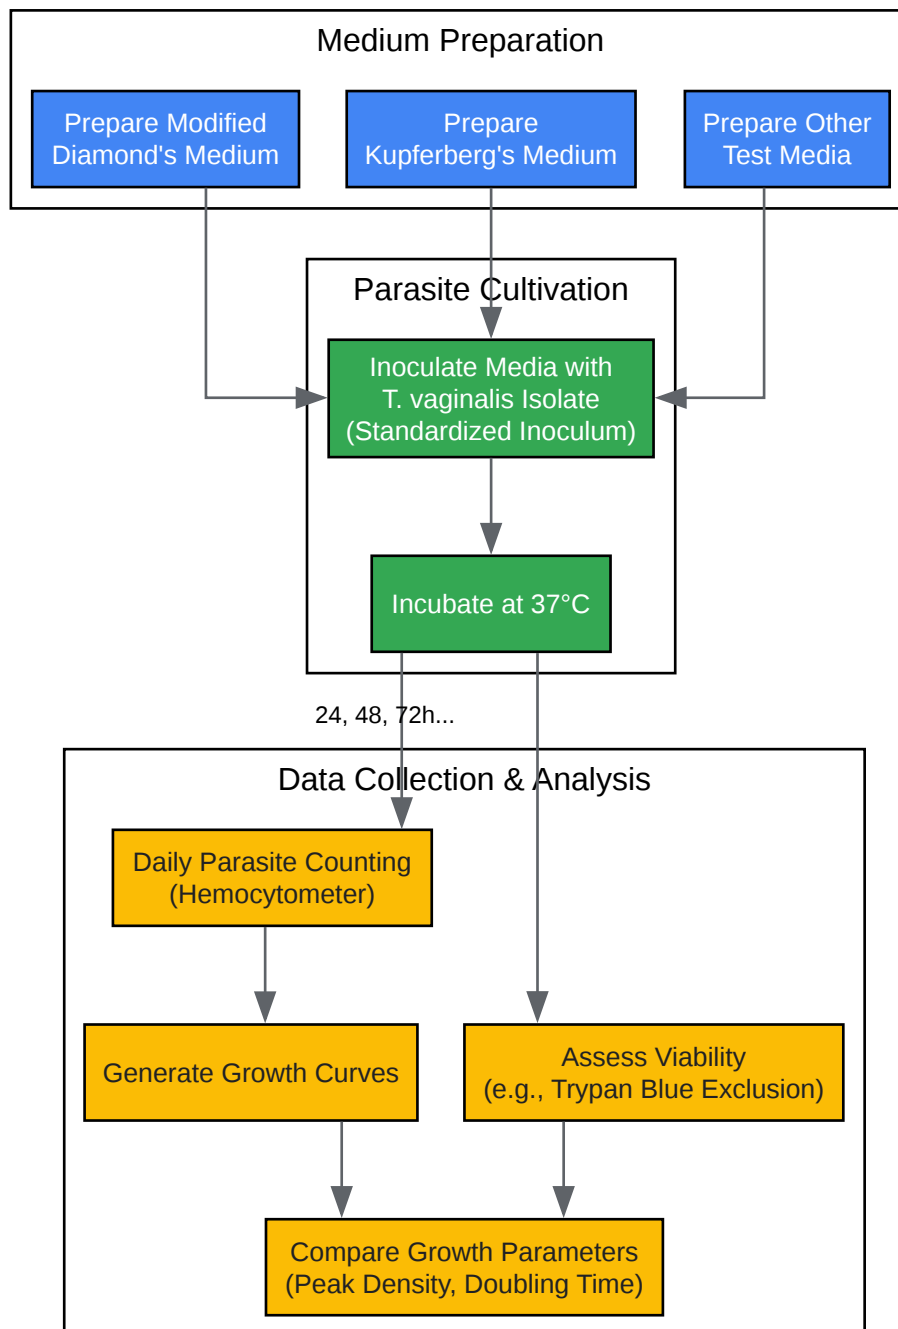 Medium Preparation
Prepare Modified
Diamond's Medium
Prepare
Kupferberg's Medium
Prepare Other
Test Media
Parasite Cultivation
Inoculate Media with
T. vaginalis Isolate
(Standardized Inoculum)
Incubate at 37°C
24, 48, 72h...
Data Collection & Analysis
Daily Parasite Counting
(Hemocytometer)
Generate Growth Curves
Assess Viability
(e.g., Trypan Blue Exclusion)
Compare Growth Parameters
(Peak Density, Doubling Time)